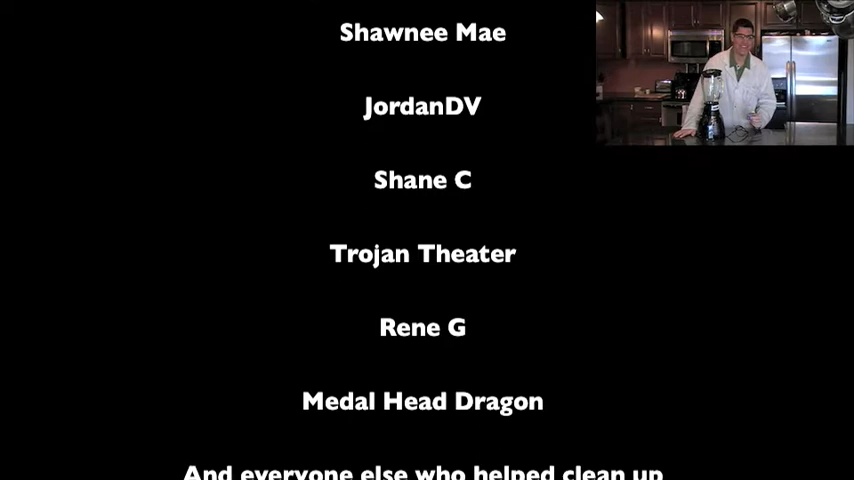 Shawnee Mae
JordanDV
Shane C
Trojan Theater
Rene G
Medal Head Dragon
And everyone else who helped clean up